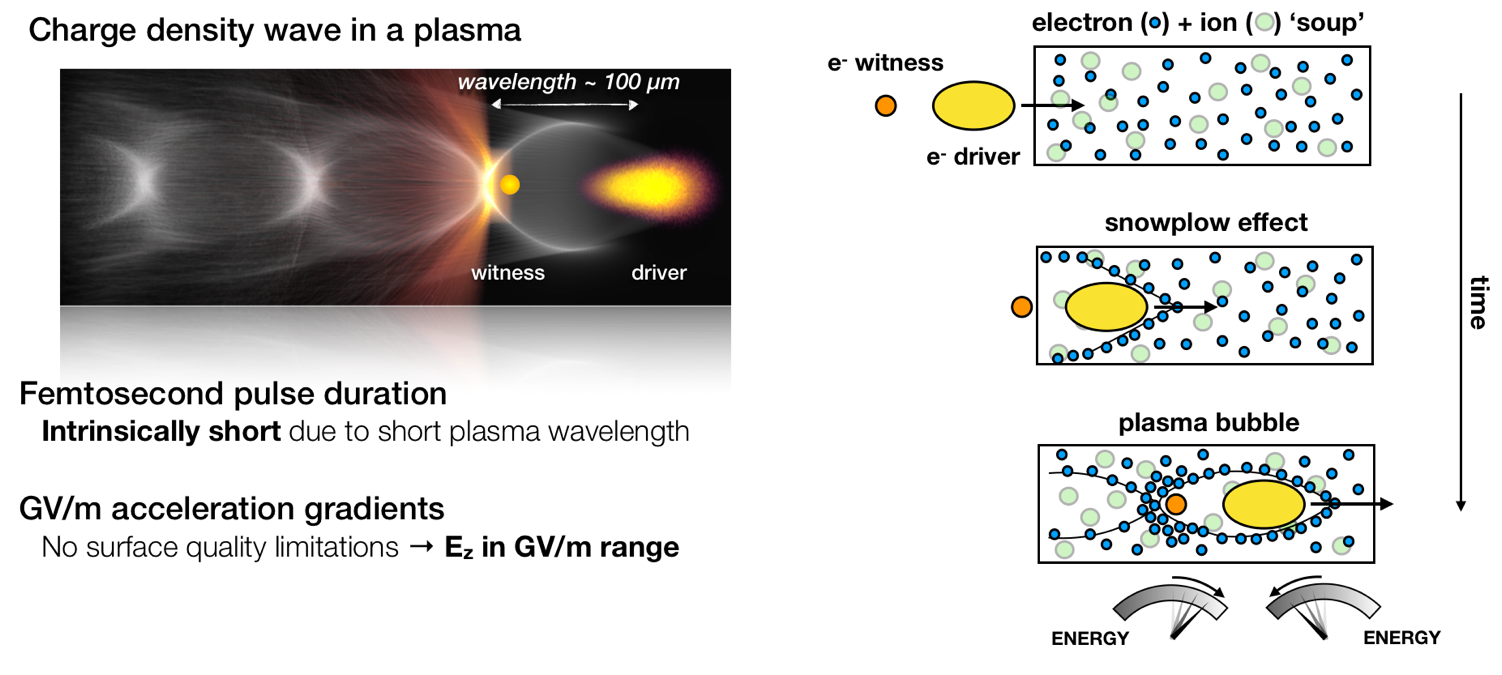 Charge density wave in a plasma
wavelength ~ 100 μm
witness
driver
Femtosecond pulse duration
Intrinsically short due to short plasma wavelength
GV/m acceleration gradients
No surface quality limitations → Ez in GV/m range
electron ( ) + ion ( ) ‘soup’
e- witness
e- driver
snowplow effect
plasma bubble
time
ENERGY
ENERGY